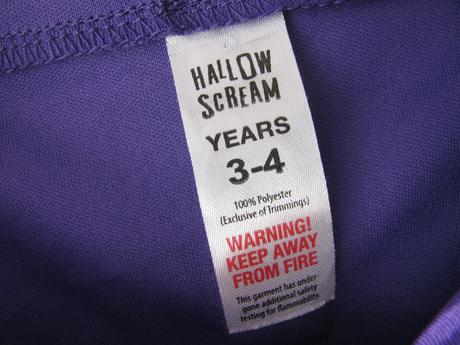 HALLOW
SCREAM
YEARS
3-4
100% Polyester
(Exclusive of Trimmings)
WARNING!
KEEP AWAY
FROM FIRE
This garment has under-
gone additional safety
testing for flammability.